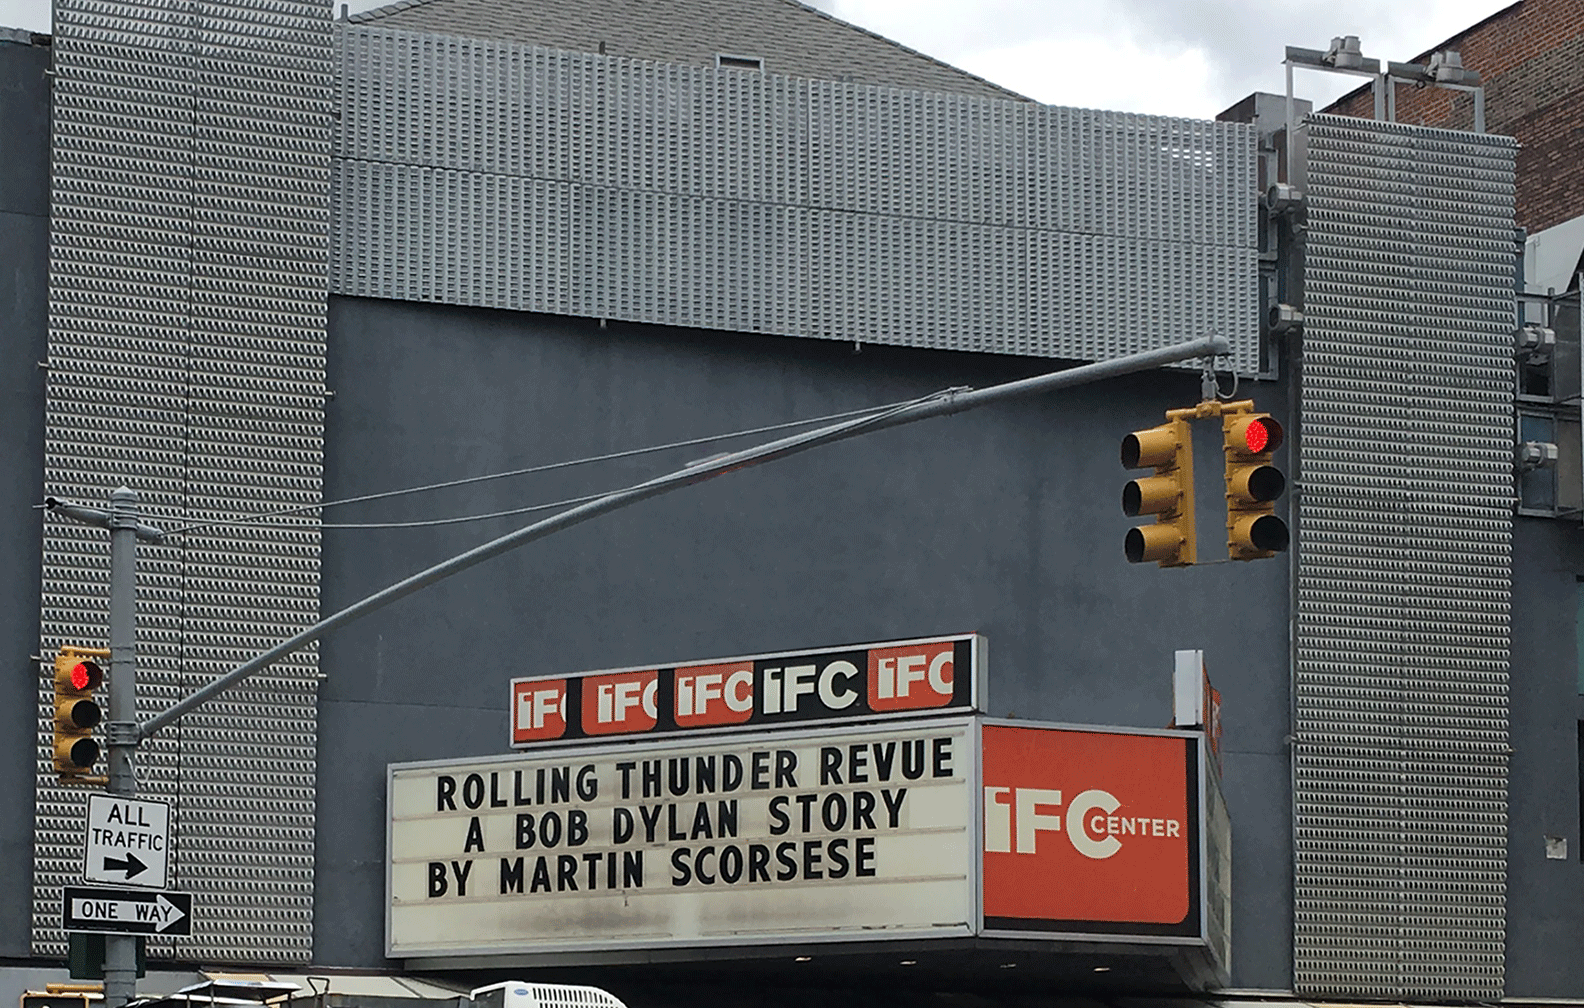 iFC iFC iFC iFC iFC
ROLLING THUNDER REVUE
A BOB DYLAN STORY
BY MARTIN SCORSESE
iFC CENTER
ALL
TRAFFIC
ONE WAY